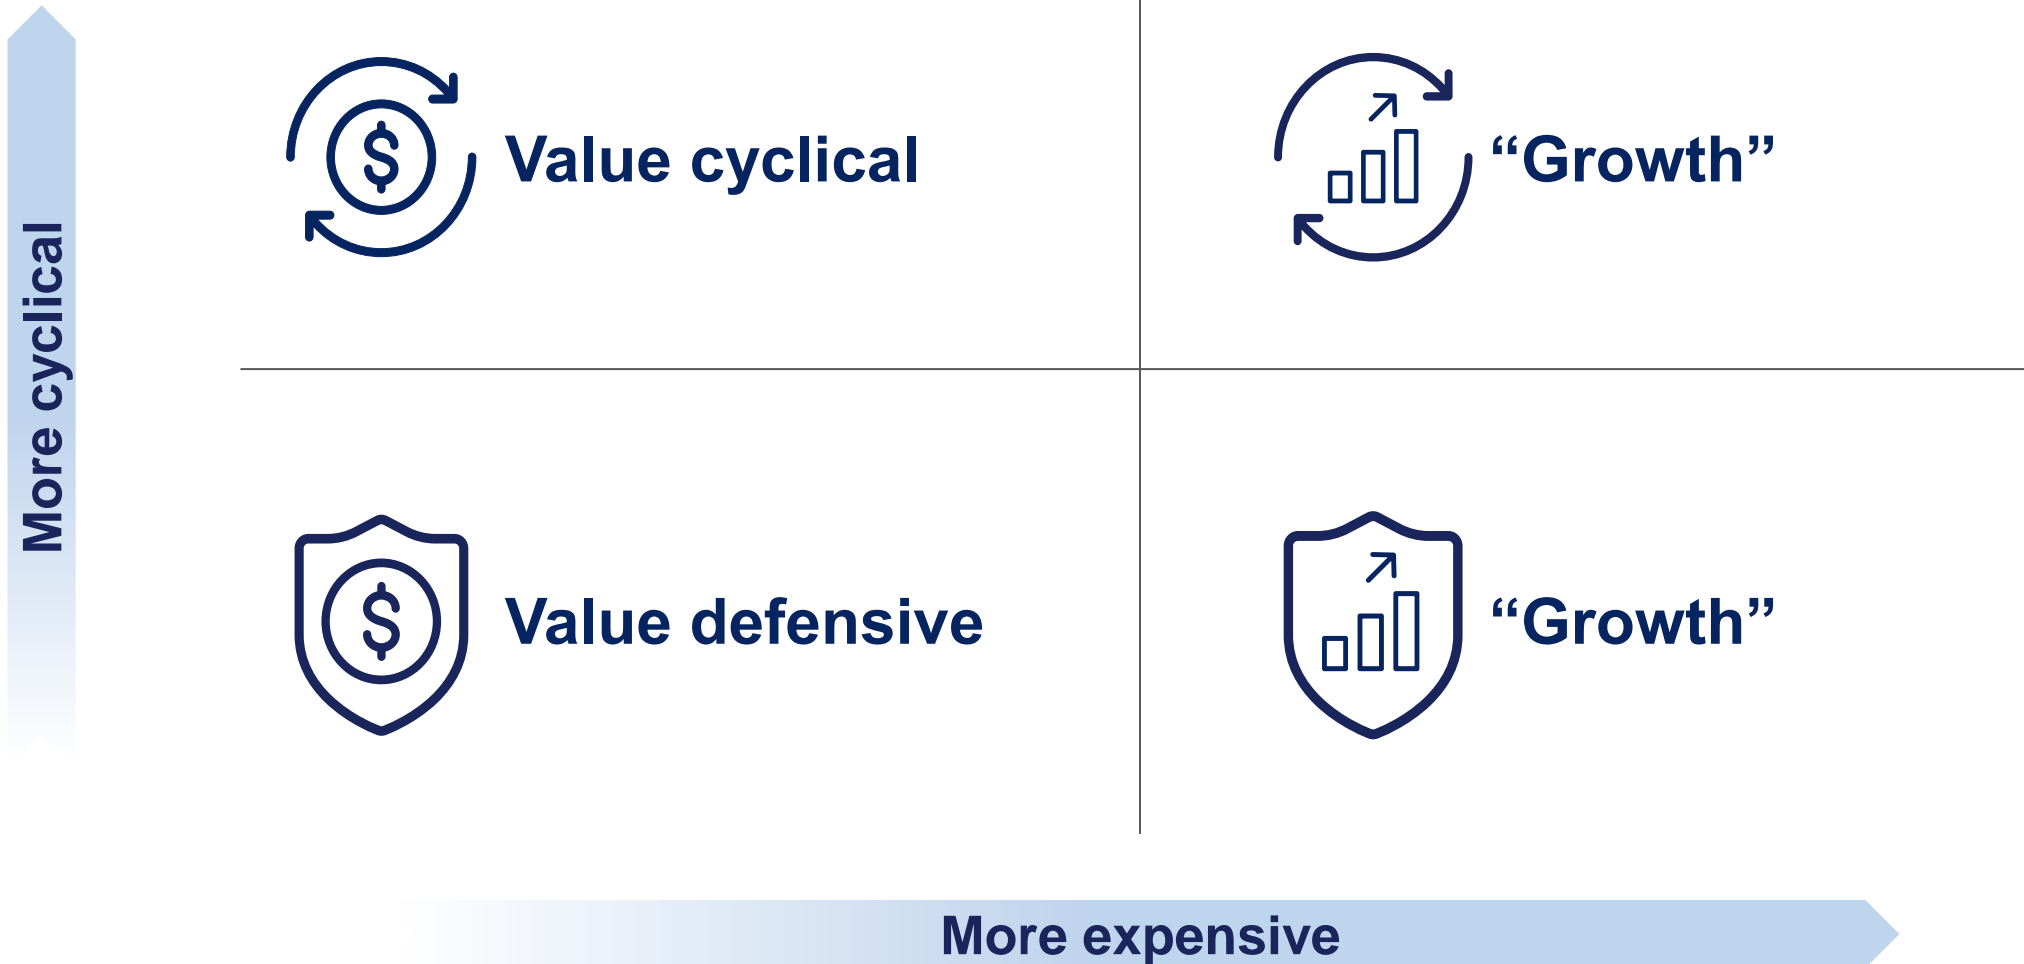 More cyclical
Value cyclical
“Growth”
Value defensive
“Growth”
More expensive